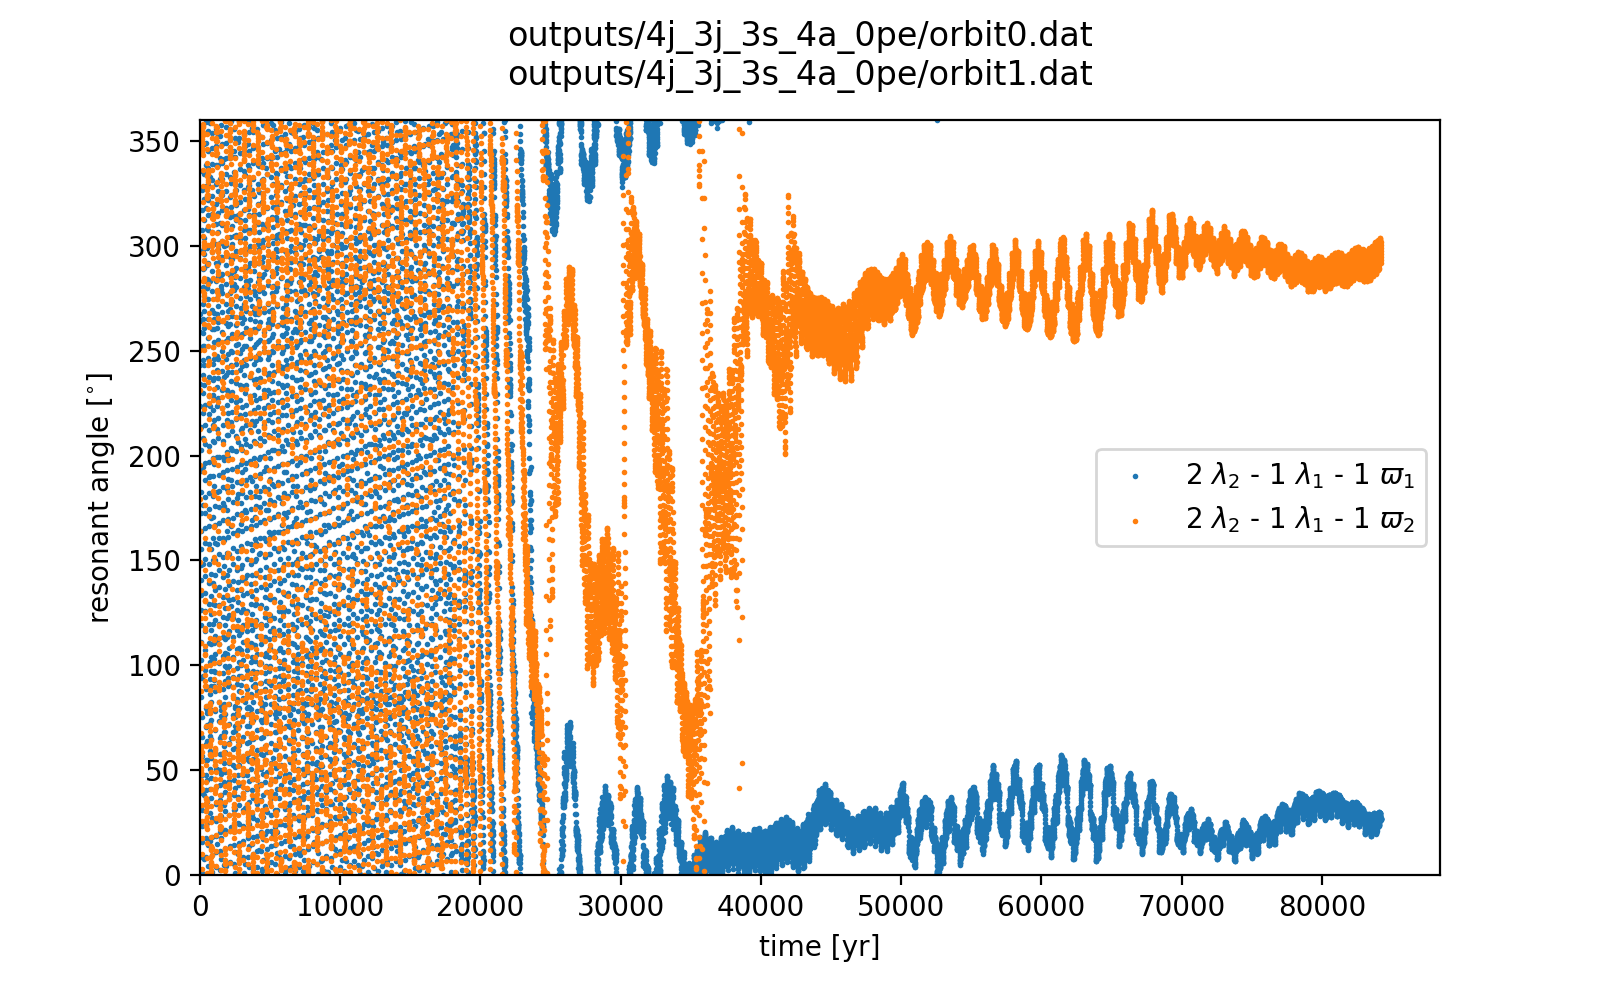 outputs/4j_3j_3s_4a_0pe/orbit0.dat
outputs/4j_3j_3s_4a_0pe/orbit1.dat
350
300
250
200
150
100
50
0
resonant angle [°]
2 λ₂ - 1 λ₁ - 1 ϖ₁
2 λ₂ - 1 λ₁ - 1 ϖ₂
0 10000 20000 30000 40000 50000 60000 70000 80000
time [yr]